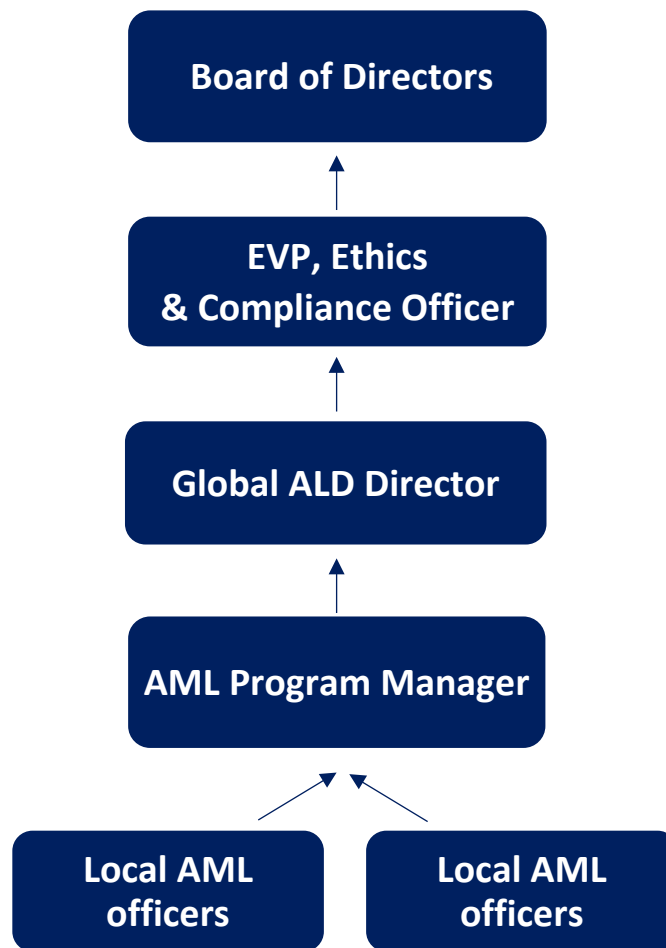 Board of Directors
EVP, Ethics
& Compliance Officer
Global ALD Director
AML Program Manager
Local AML
officers
Local AML
officers